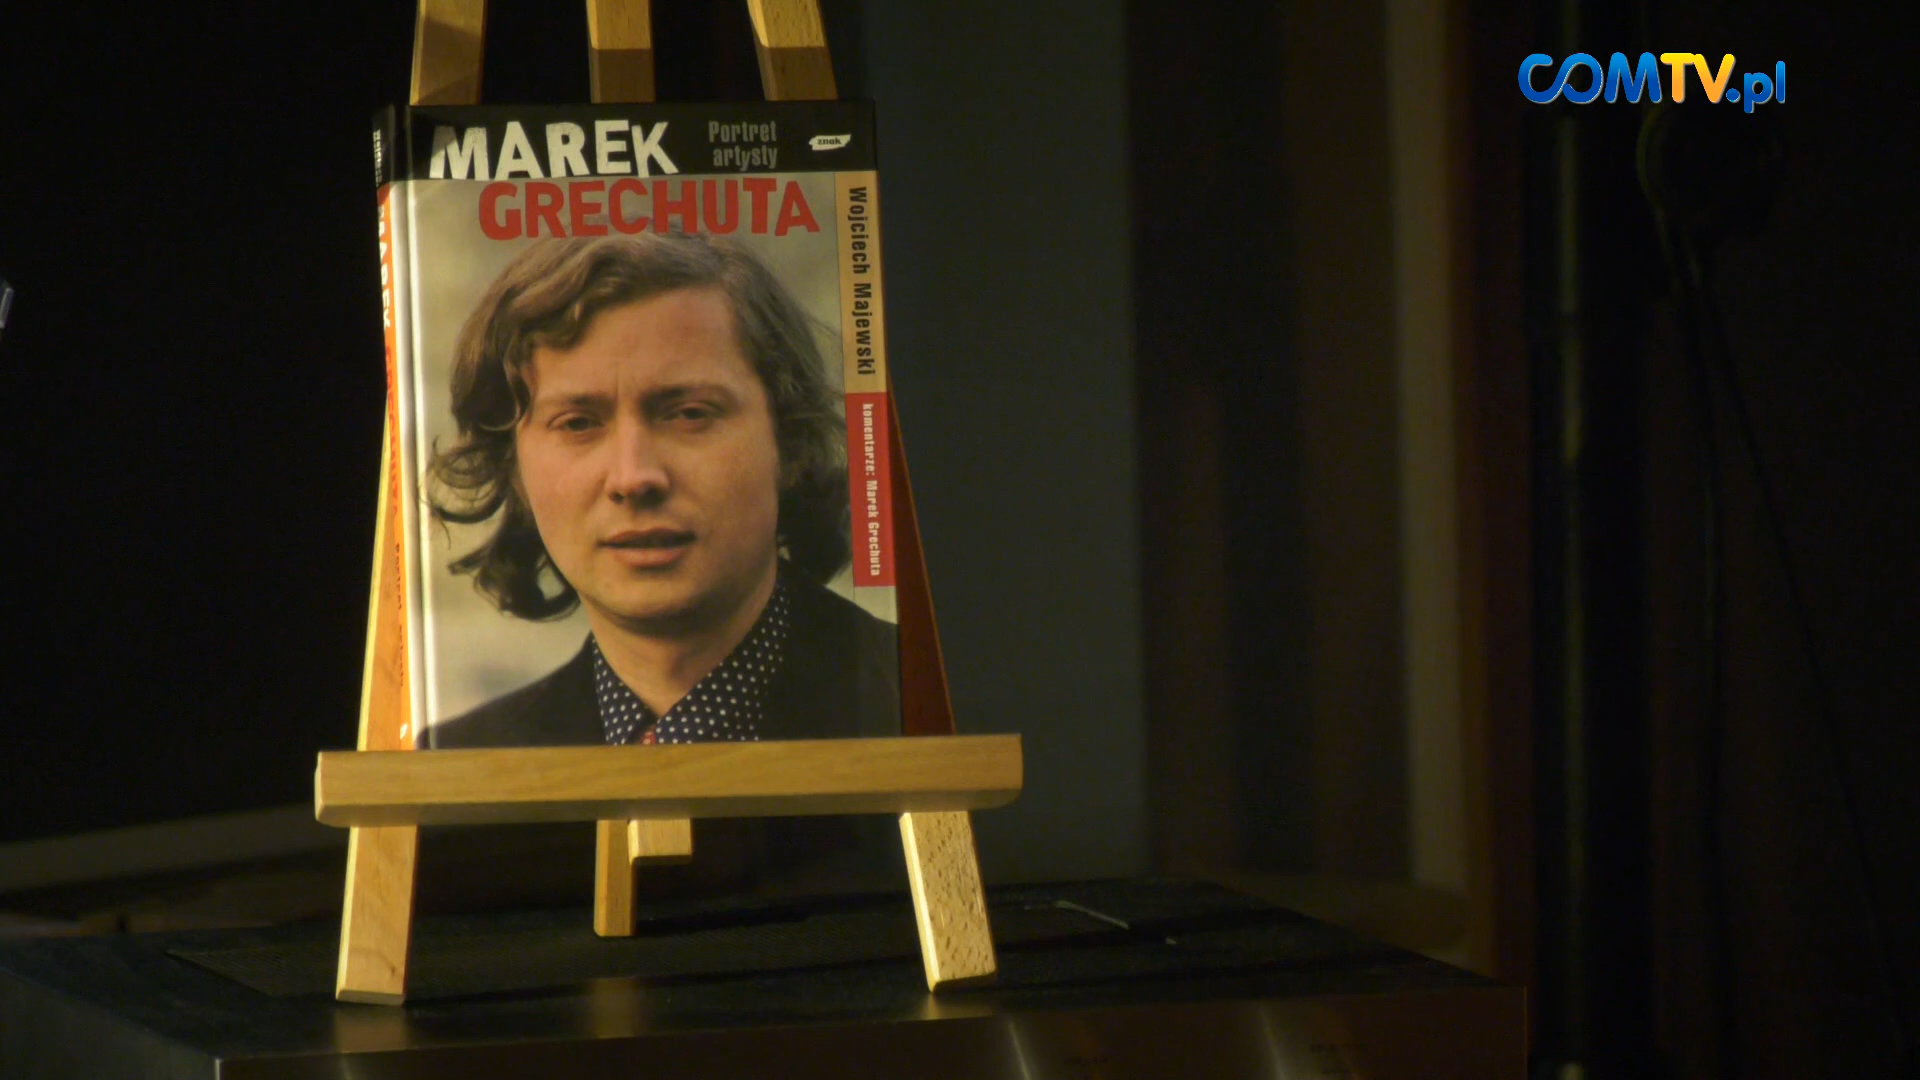 COMTV.pl
MAREK
GRECHUTA
Portret
artysty
znak
Wojciech Majewski
komentarze: Marek Grechuta